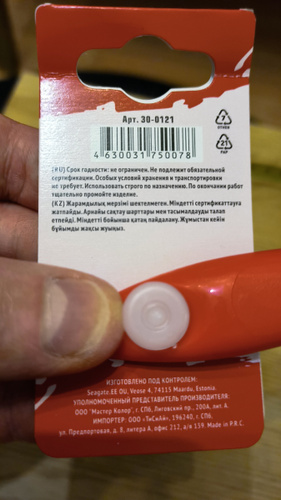 Арт. 30-0121
4 630031 750078
7
OTHER
21
PAP
[RU] Срок годности: не ограничен. Не подлежит обязательной
сертификации. Особых условий хранения и транспортировки
не требует. Использовать строго по назначению. По окончании работ
тщательно промойте изделие.
[KZ] Жарамдылық мерзімі шектелмеген. Міндетті сертификаттауға
жатпайды. Арнайы сақтау шарттары мен тасымалдауды талап
етпейді. Міндеті бойынша қатаң пайдалану. Жұмыстан кейін
бұйымды жақсы жуыңыз.
ИЗГОТОВЛЕНО ПОД КОНТРОЛЕМ:
Seagate.EE OU, Veose 4, 74115 Maardu, Estonia
УПОЛНОМОЧЕННЫЙ ПРЕДСТАВИТЕЛЬ ПРОИЗВОДИТЕЛЯ:
ООО "Мастер Колор", г. СПб, Лиговский пр., 200А, лит. А.
ИМПОРТЕР: ООО «ТиСиАй», 196240, г. СПб,
ул. Предпортовая, д. 8, литера А, офис 212, а/я 139. Made in P.R.C.